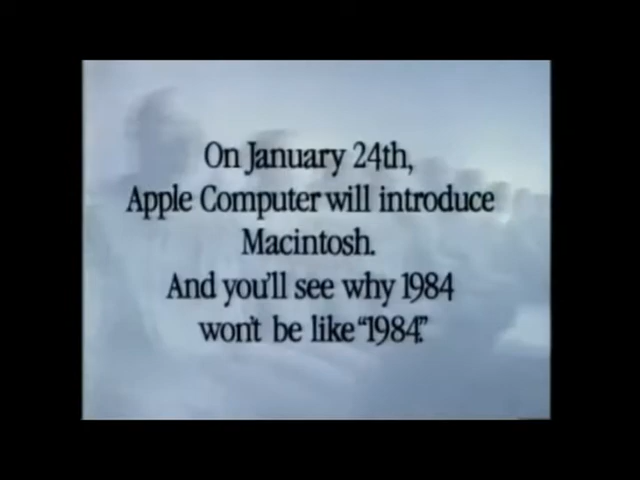 On January 24th,
Apple Computer will introduce
Macintosh.
And you'll see why 1984
won't be like “1984.”